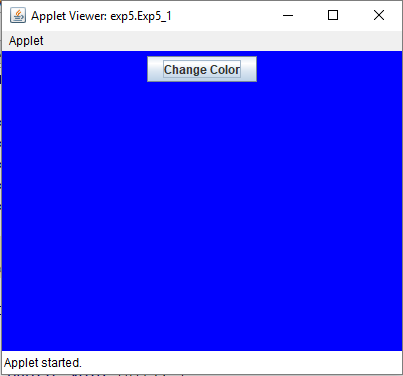 Applet Viewer: exp5.Exp5_1
Applet
Change Color
Applet started.